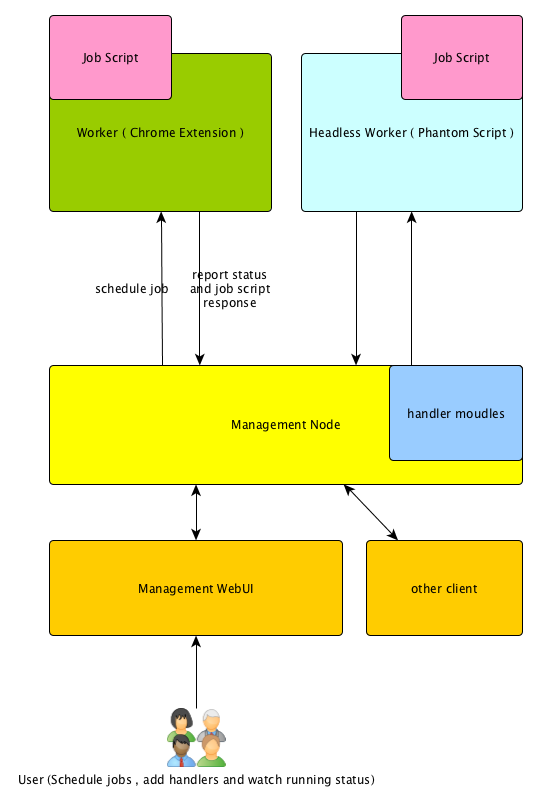 Job Script
Job Script
Worker ( Chrome Extension )
Headless Worker ( Phantom Script )
schedule job
report status
and job script
response
handler moudles
Management Node
Management WebUI
other client
User (Schedule jobs , add handlers and watch running status)